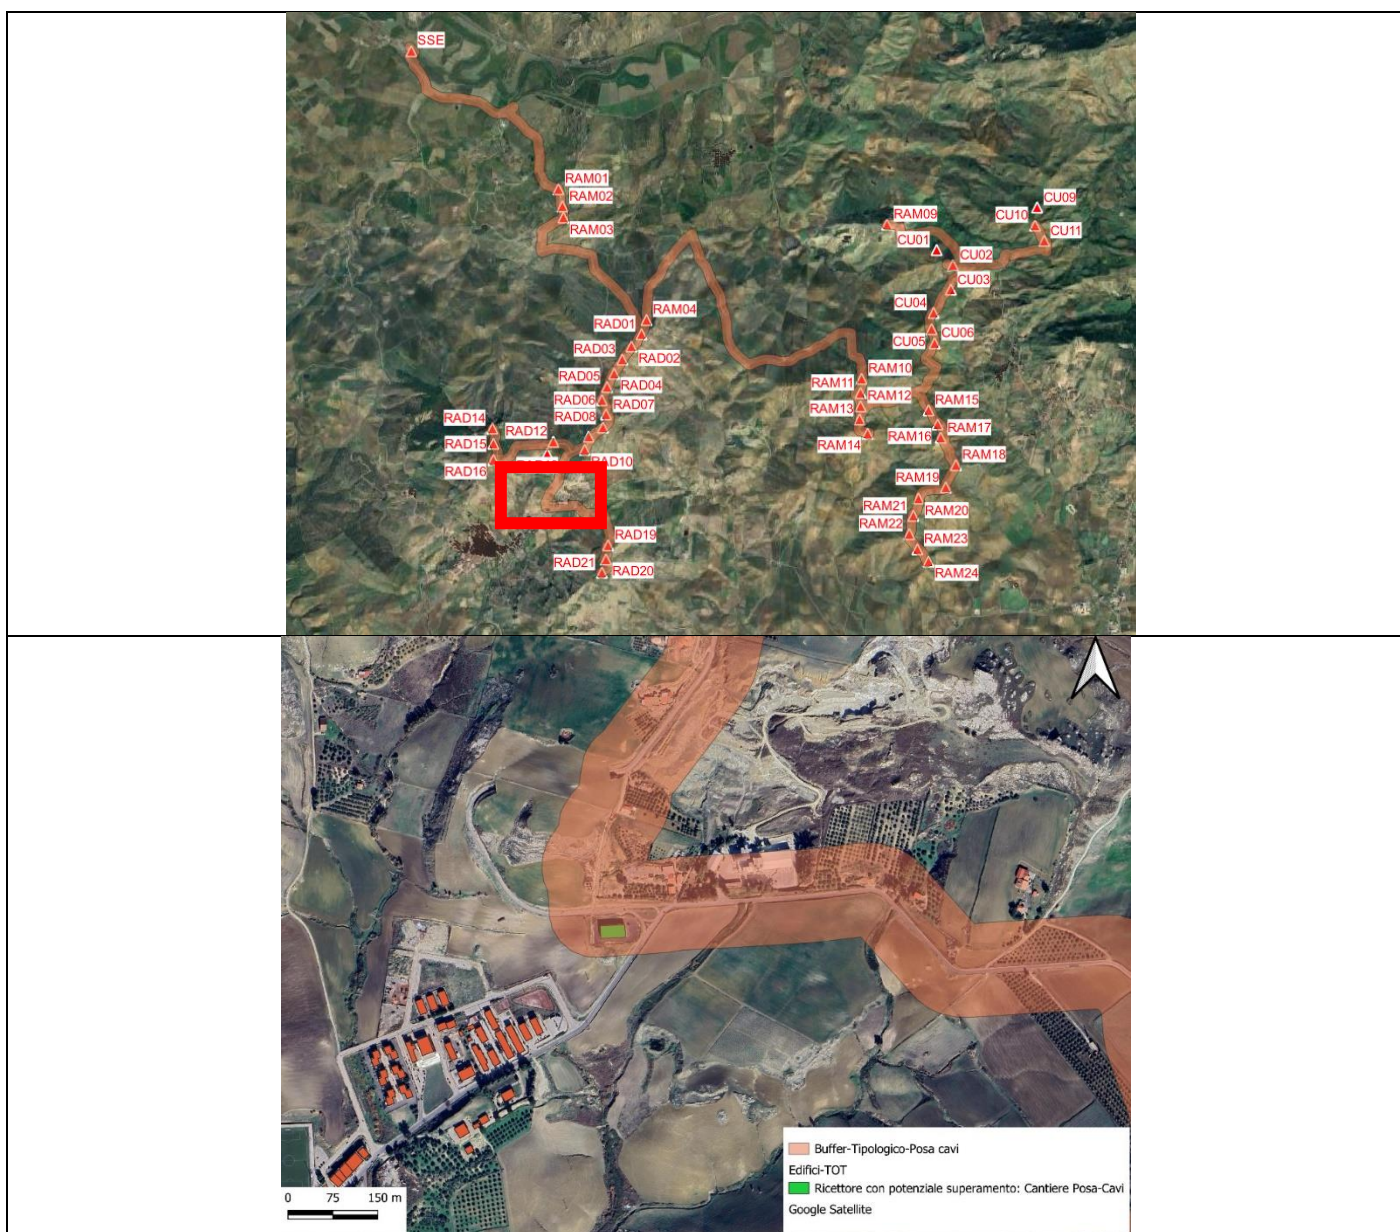 SSE
RAM01
RAM02
RAM03
RAM09
CU09
CU10
CU11
CU01
CU02
CU03
CU04
CU06
CU05
RAM04
RAD01
RAD03
RAD02
RAD05
RAD04
RAD06
RAD07
RAD08
RAM10
RAM11
RAM12
RAM13
RAM14
RAM15
RAM17
RAM16
RAM18
RAM19
RAM21
RAM20
RAM22
RAM23
RAM24
RAD14
RAD12
RAD15
RAD16
RAD10
RAD19
RAD21
RAD20
Buffer-Tipologico-Posa cavi
Edifici-TOT
Ricettore con potenziale superamento: Cantiere Posa-Cavi
Google Satellite
0 75 150 m